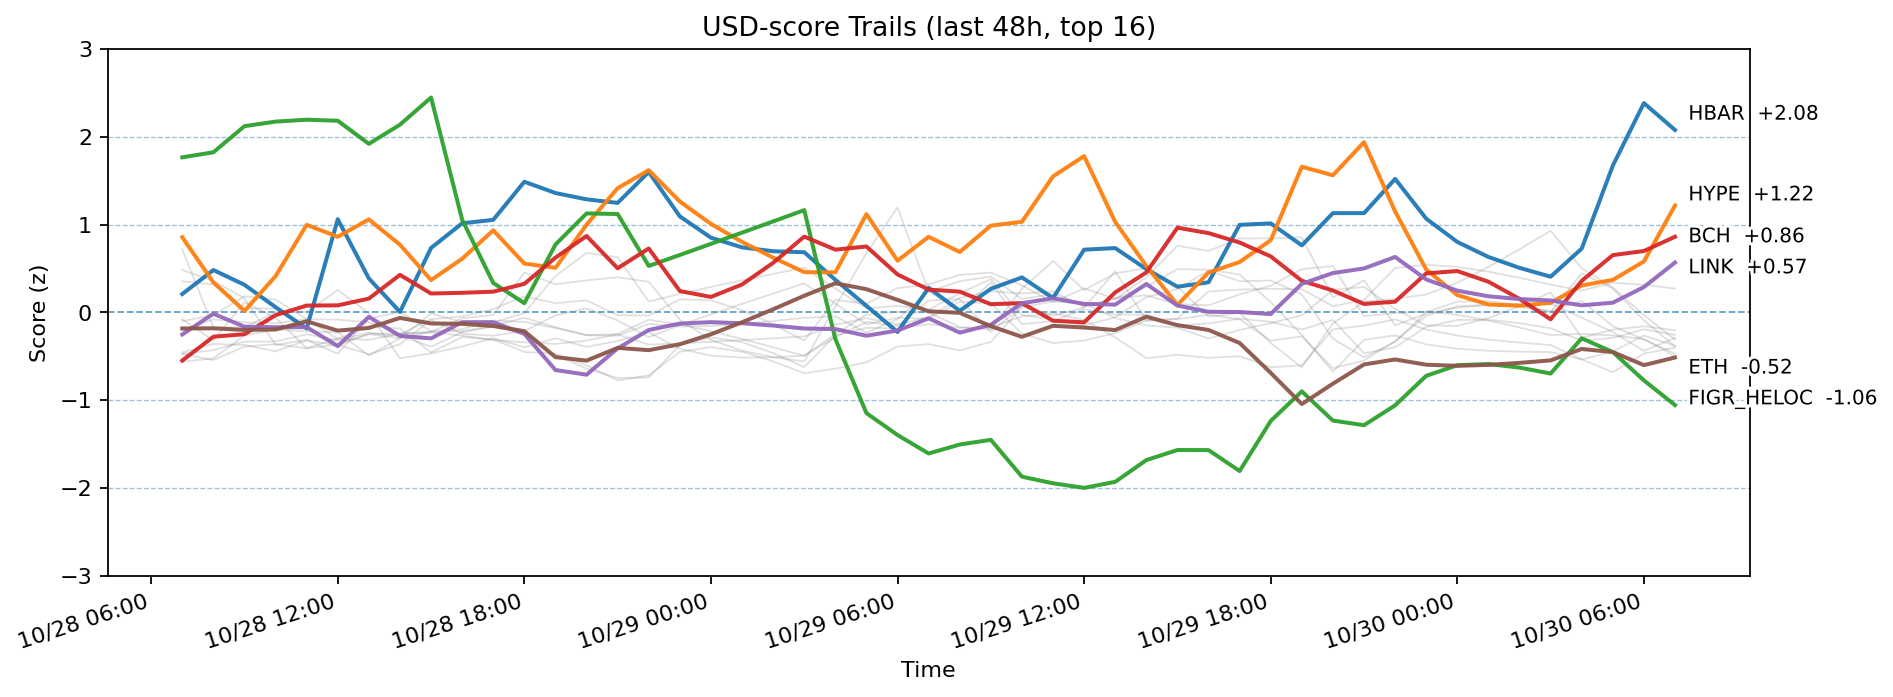 USD-score Trails (last 48h, top 16)
Score (z)
3
2
1
0
−1
−2
−3
HBAR +2.08
HYPE +1.22
BCH +0.86
LINK +0.57
ETH -0.52
FIGR_HELOC -1.06
10/28 06:00
10/28 12:00
10/28 18:00
10/29 00:00
10/29 06:00
10/29 12:00
10/29 18:00
10/30 00:00
10/30 06:00
Time